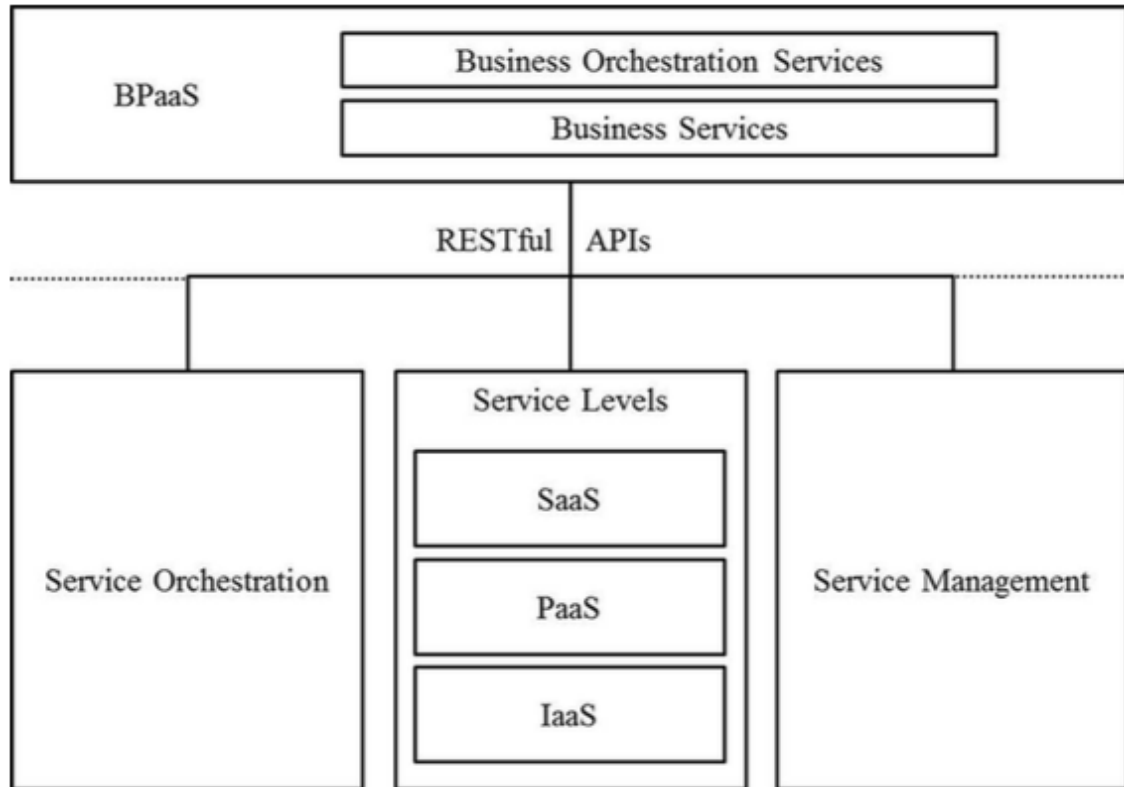 Business Orchestration Services
BPaaS
Business Services
RESTful APIs
Service Levels
SaaS
Service Orchestration
PaaS
Service Management
IaaS